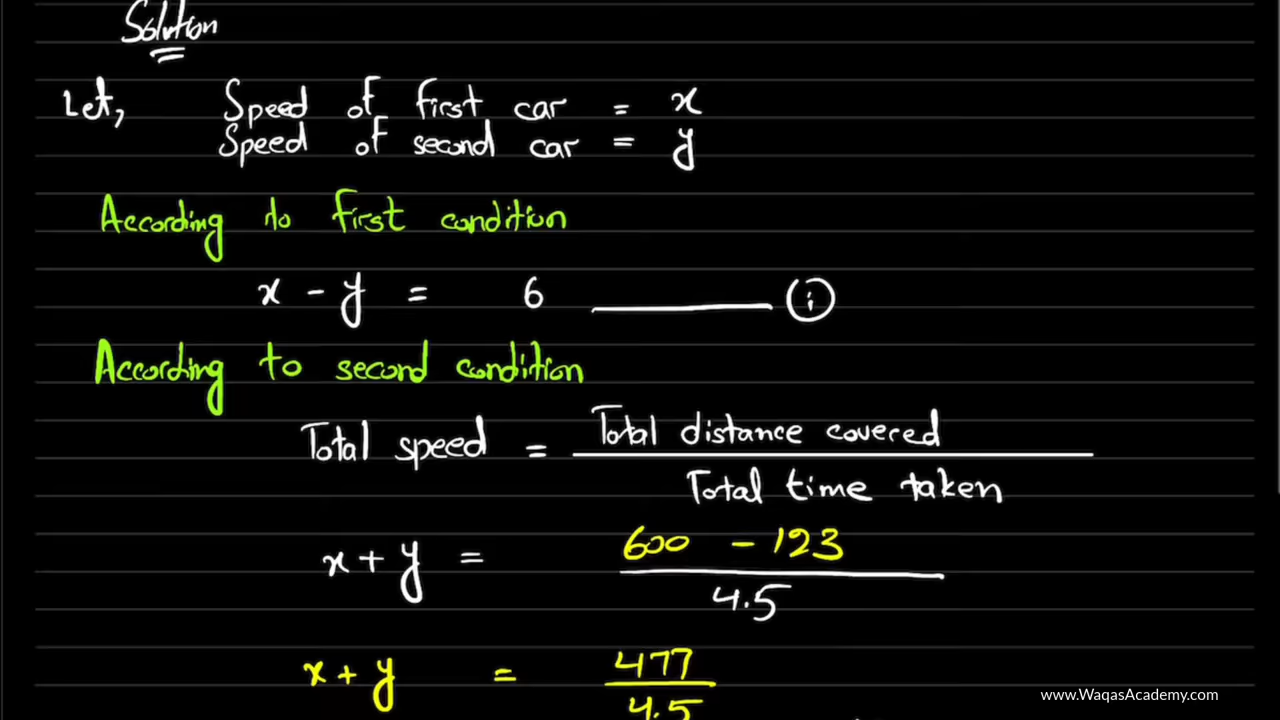 Solution
Let, Speed of first car = x
Speed of second car = y
According to first condition
x - y = 6 ________ (i)
According to second condition
Total speed = Total distance covered
Total time taken
x + y = 600 - 123
4.5
x + y = 477
4.5
www.WaqasAcademy.com